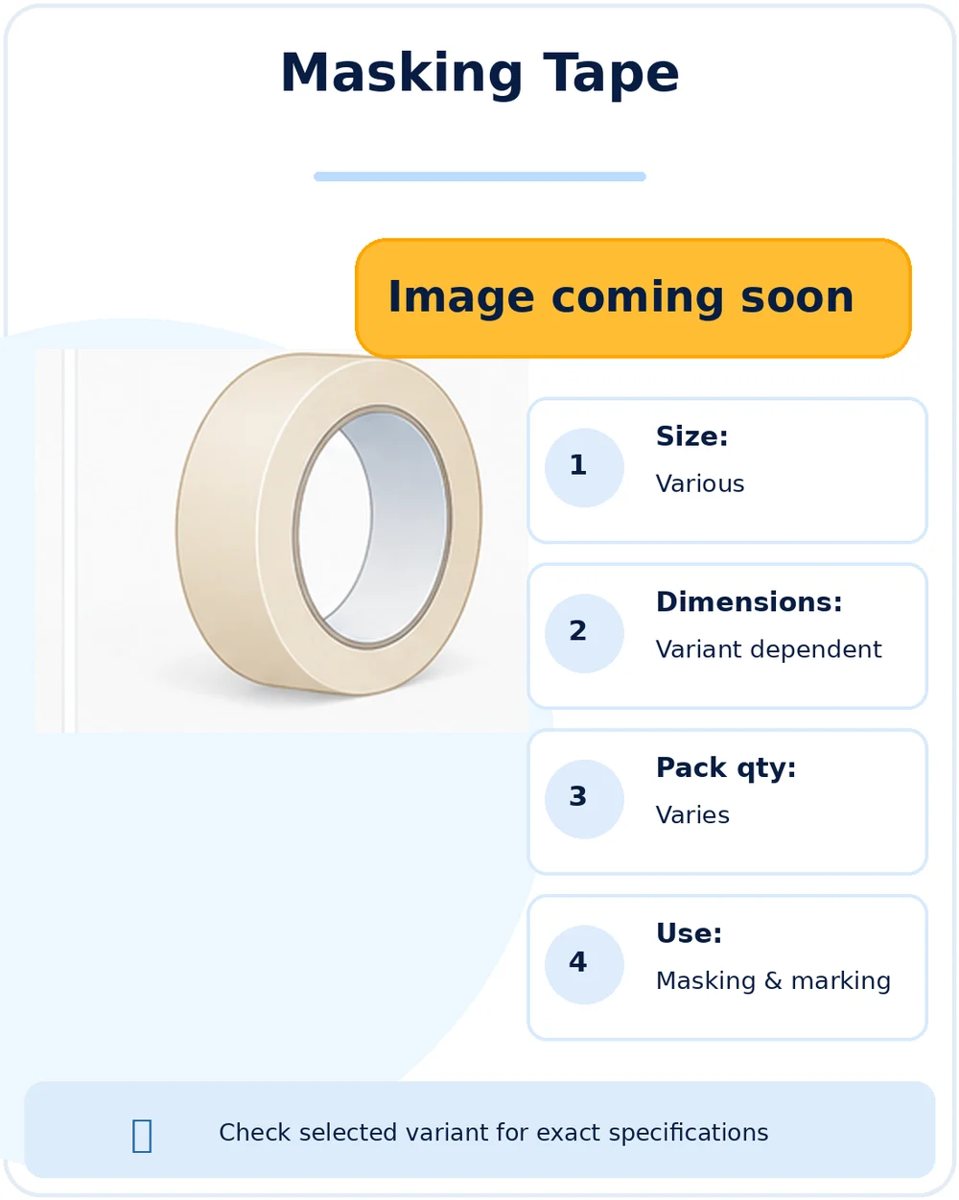 Masking Tape
Image coming soon
1
Size:
Various
2
Dimensions:
Variant dependent
3
Pack qty:
Varies
4
Use:
Masking & marking
Check selected variant for exact specifications